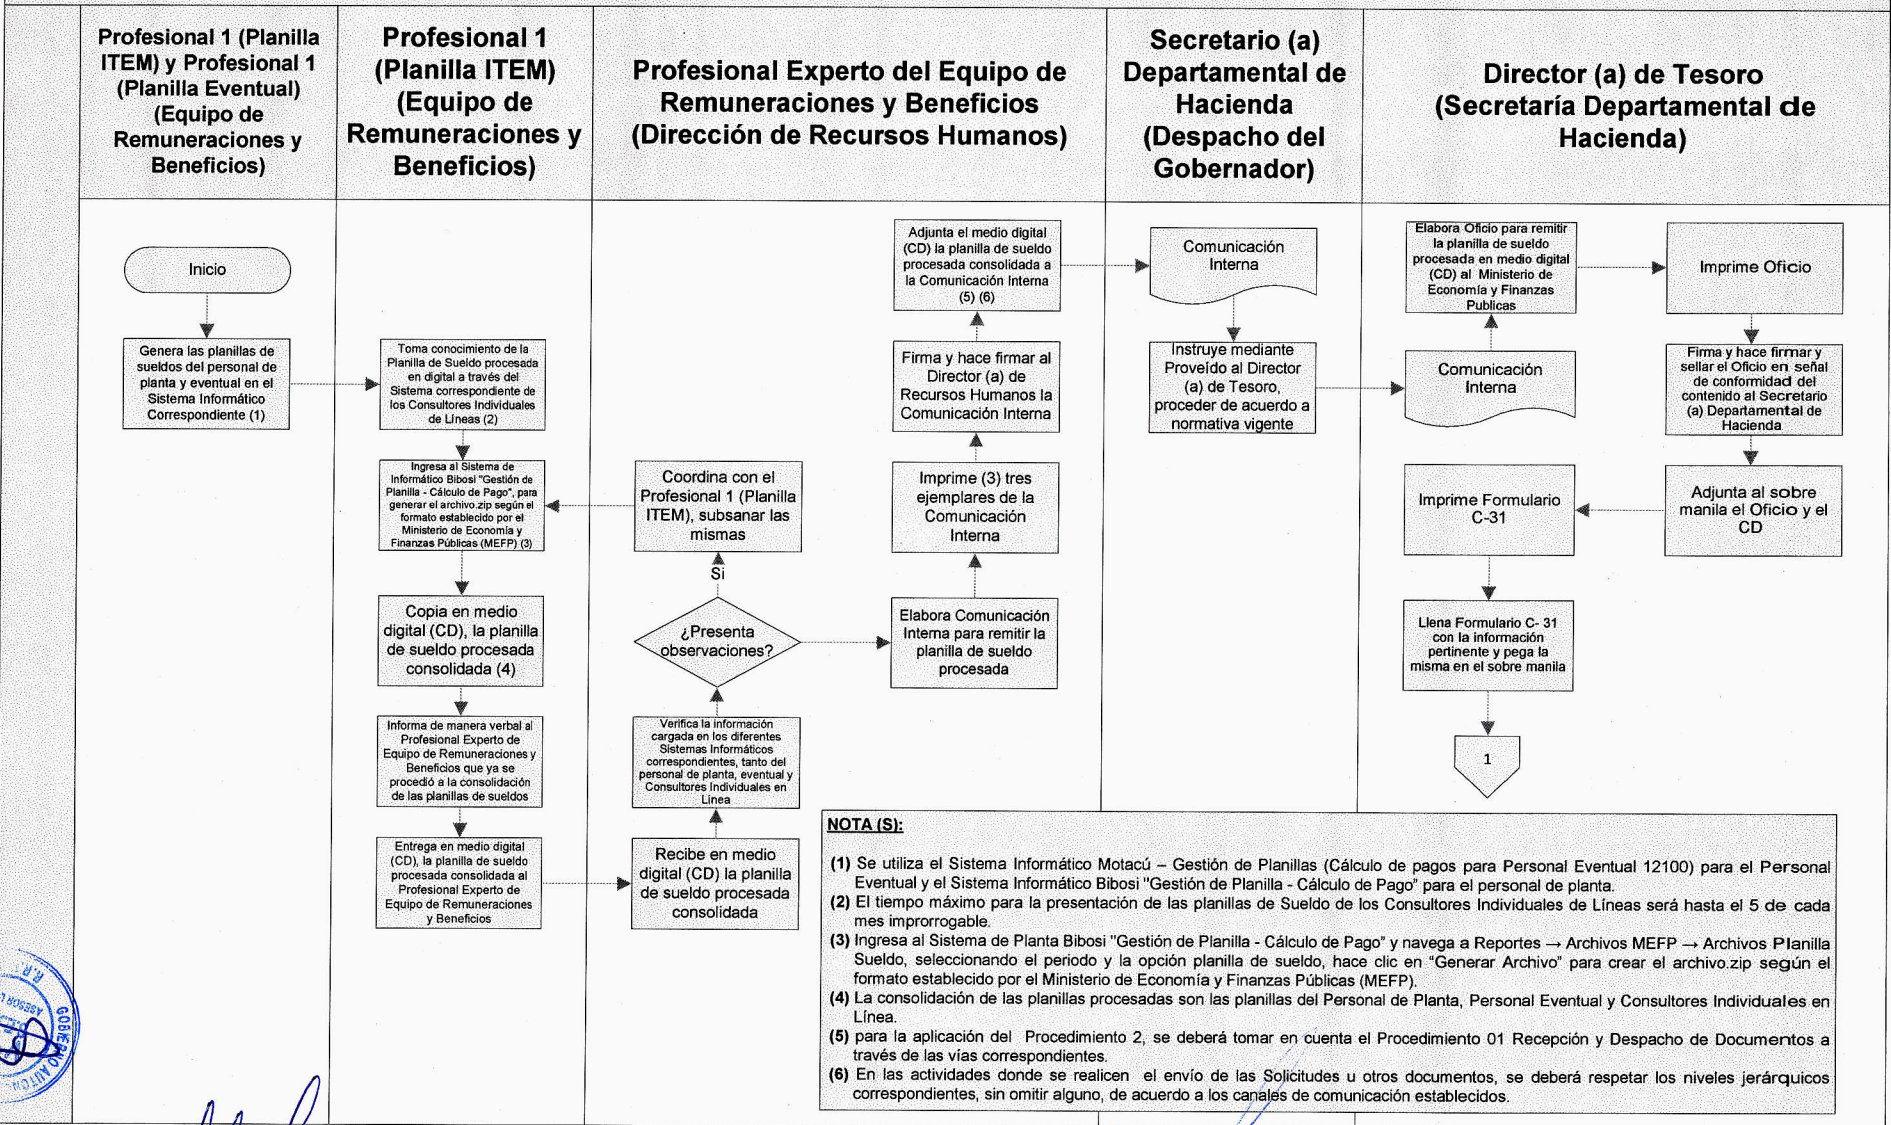 Profesional 1 (Planilla
ITEM) y Profesional 1
(Planilla Eventual)
(Equipo de
Remuneraciones y
Beneficios)
Profesional 1
(Planilla ITEM)
(Equipo de
Remuneraciones y
Beneficios)
Profesional Experto del Equipo de
Remuneraciones y Beneficios
(Dirección de Recursos Humanos)
Secretario (a)
Departamental de
Hacienda
(Despacho del
Gobernador)
Director (a) de Tesoro
(Secretaría Departamental de
Hacienda)
Inicio
Genera las planillas de
sueldos del personal de
planta y eventual en el
Sistema Informático
Correspondiente (1)
Toma conocimiento de la
Planilla de Sueldo procesada
en digital a través del
Sistema correspondiente de
los Consultores Individuales
de Líneas (2)
Ingresa al Sistema de
Informático Bibosi "Gestión de
Planilla - Cálculo de Pago", para
generar el archivo.zip según el
formato establecido por el
Ministerio de Economía y
Finanzas Públicas (MEFP) (3)
Copia en medio
digital (CD), la planilla
de sueldo procesada
consolidada (4)
Informa de manera verbal al
Profesional Experto de
Equipo de Remuneraciones y
Beneficios que ya se
procedió a la consolidación
de las planillas de sueldos
Entrega en medio digital
(CD), la planilla de sueldo
procesada consolidada al
Profesional Experto de
Equipo de Remuneraciones
y Beneficios
Recibe en medio
digital (CD) la planilla
de sueldo procesada
consolidada
Verifica la información
cargada en los diferentes
Sistemas Informáticos
correspondientes, tanto del
personal de planta, eventual y
Consultores Individuales en
Línea
¿Presenta
observaciones?
Si
Coordina con el
Profesional 1 (Planilla
ITEM), subsanar las
mismas
Elabora Comunicación
Interna para remitir la
planilla de sueldo
procesada
Imprime (3) tres
ejemplares de la
Comunicación
Interna
Firma y hace firmar al
Director (a) de
Recursos Humanos la
Comunicación Interna
Adjunta el medio digital
(CD) la planilla de sueldo
procesada consolidada a
la Comunicación Interna
(5) (6)
Comunicación
Interna
Instruye mediante
Proveído al Director
(a) de Tesoro,
proceder de acuerdo a
normativa vigente
Comunicación
Interna
Elabora Oficio para remitir
la planilla de sueldo
procesada en medio digital
(CD) al Ministerio de
Economía y Finanzas
Publicas
Imprime Oficio
Firma y hace firmar y
sellar el Oficio en señal
de conformidad del
contenido al Secretario
(a) Departamental de
Hacienda
Adjunta al sobre
manila el Oficio y el
CD
Imprime Formulario
C-31
Llena Formulario C- 31
con la información
pertinente y pega la
misma en el sobre manila
1
NOTA (S):
(1) Se utiliza el Sistema Informático Motacú – Gestión de Planillas (Cálculo de pagos para Personal Eventual 12100) para el Personal
Eventual y el Sistema Informático Bibosi "Gestión de Planilla - Cálculo de Pago" para el personal de planta.
(2) El tiempo máximo para la presentación de las planillas de Sueldo de los Consultores Individuales de Líneas será hasta el 5 de cada
mes improrrogable.
(3) Ingresa al Sistema de Planta Bibosi "Gestión de Planilla - Cálculo de Pago" y navega a Reportes → Archivos MEFP → Archivos Planilla
Sueldo, seleccionando el periodo y la opción planilla de sueldo, hace clic en “Generar Archivo” para crear el archivo.zip según el
formato establecido por el Ministerio de Economía y Finanzas Públicas (MEFP).
(4) La consolidación de las planillas procesadas son las planillas del Personal de Planta, Personal Eventual y Consultores Individuales en
Línea.
(5) para la aplicación del Procedimiento 2, se deberá tomar en cuenta el Procedimiento 01 Recepción y Despacho de Documentos a
través de las vías correspondientes.
(6) En las actividades donde se realicen el envío de las Solicitudes u otros documentos, se deberá respetar los niveles jerárquicos
correspondientes, sin omitir alguno, de acuerdo a los canales de comunicación establecidos.